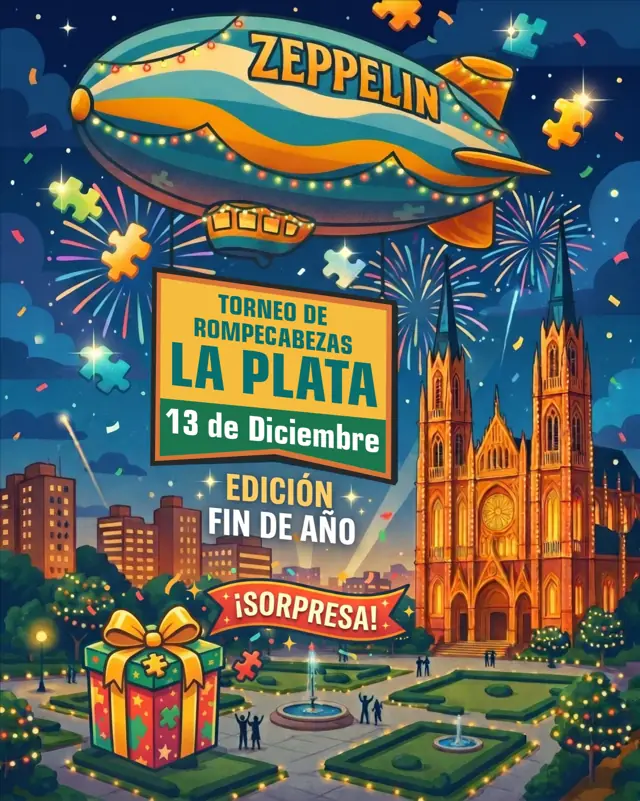 ZEPPELIN
TORNEO DE
ROMPECABEZAS
LA PLATA
13 de Diciembre
EDICIÓN
FIN DE AÑO
¡SORPRESA!